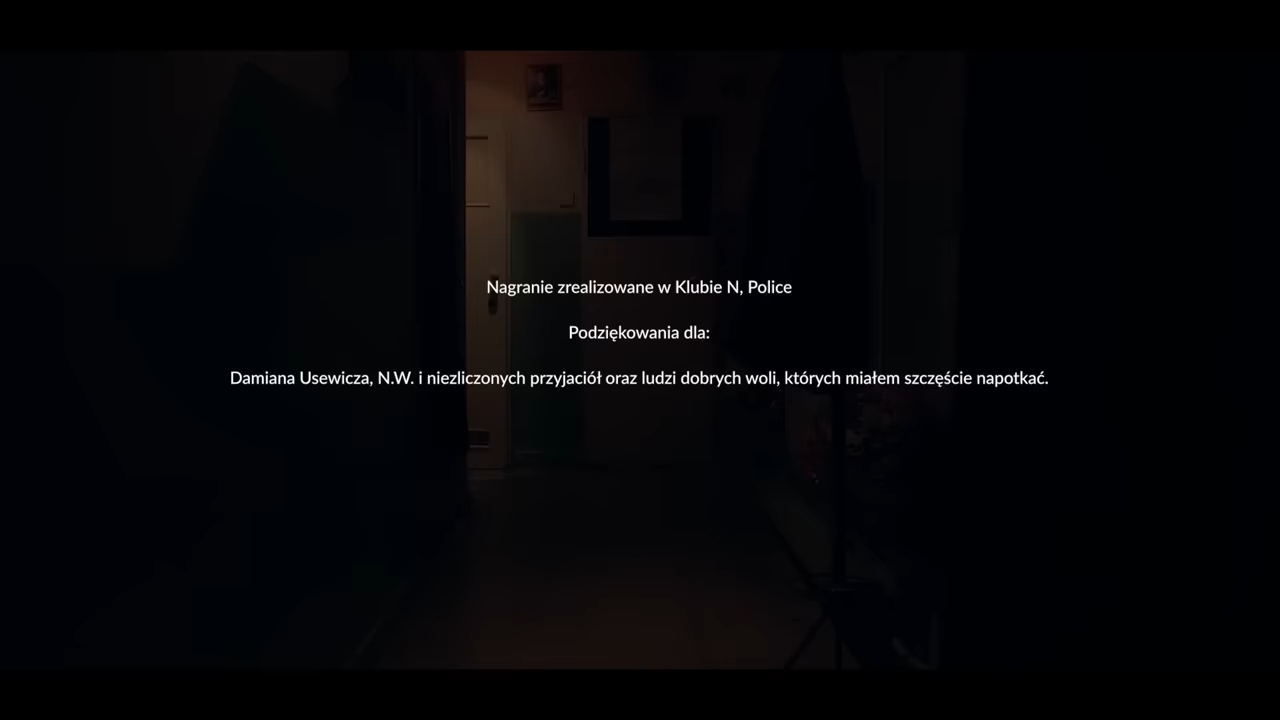 Nagranie zrealizowane w Klubie N, Police
Podziękowania dla:
Damiana Usewicza, N.W. i niezliczonych przyjaciół oraz ludzi dobrych woli, których miałem szczęście napotkać.